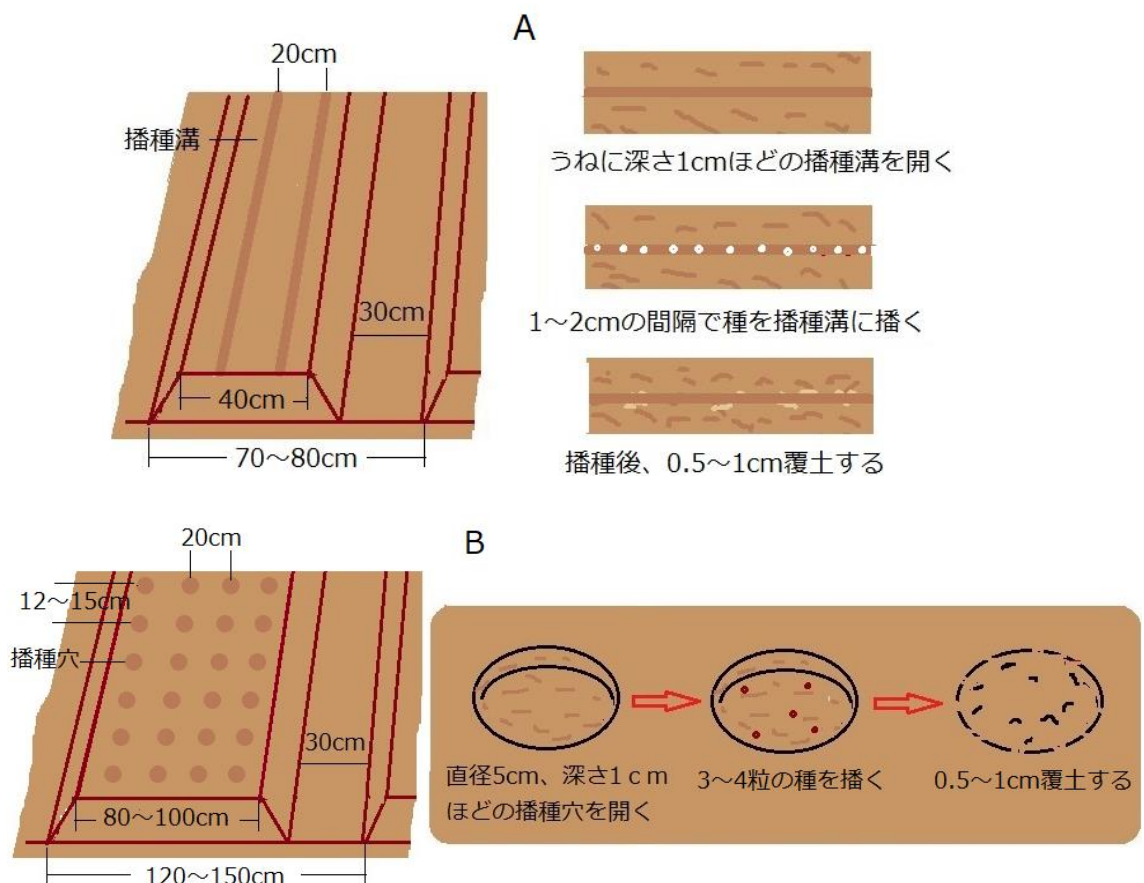 A
20cm
播種溝
30cm
40cm
70～80cm
うねに深さ1cmほどの播種溝を開く
1～2cmの間隔で種を播種溝に播く
播種後、0.5～1cm覆土する
B
20cm
12～15cm
播種穴
30cm
80～100cm
120～150cm
直径5cm、深さ1ｃｍ
ほどの播種穴を開く
3～4粒の種を播く
0.5～1cm覆土する